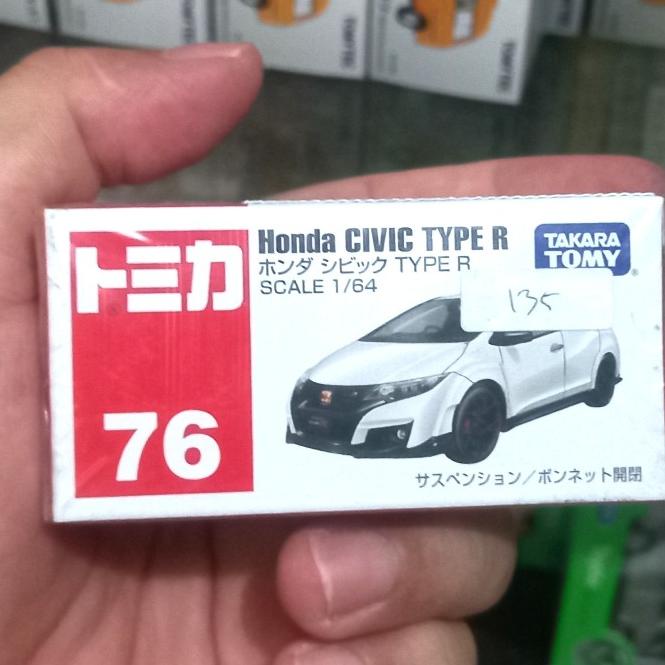 トミカ
76
Honda CIVIC TYPE R
ホンダ シビック TYPE R
SCALE 1/64
TAKARA
TOMY
135
サスペンション/ボンネット開閉